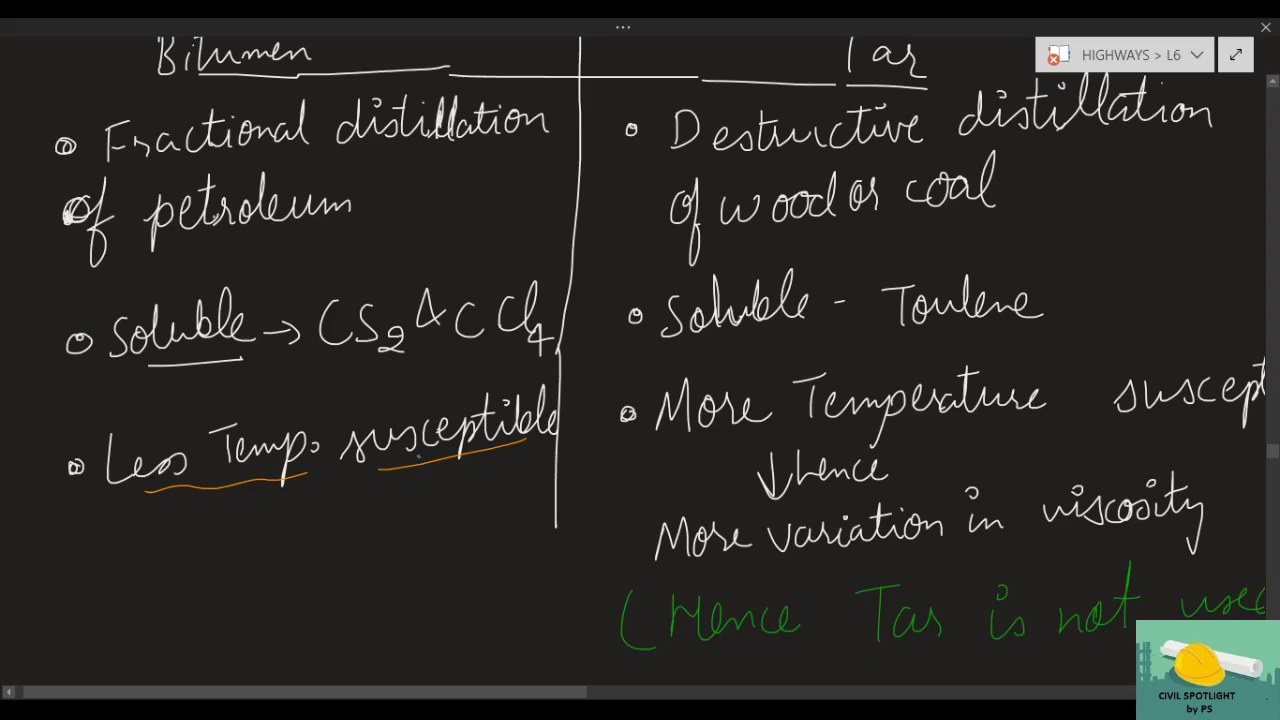 Bitumen
Tar
HIGHWAYS > L6
• Fractional distillation
of petroleum
• Soluble → CS2 & CCl4
• Less Temp. susceptible
• Destructive distillation
of wood or coal
• Soluble - Toulene
• More Temperature suscept
↓ hence
More variation in viscosity
(Hence Tar is not used
CIVIL SPOTLIGHT
by PS